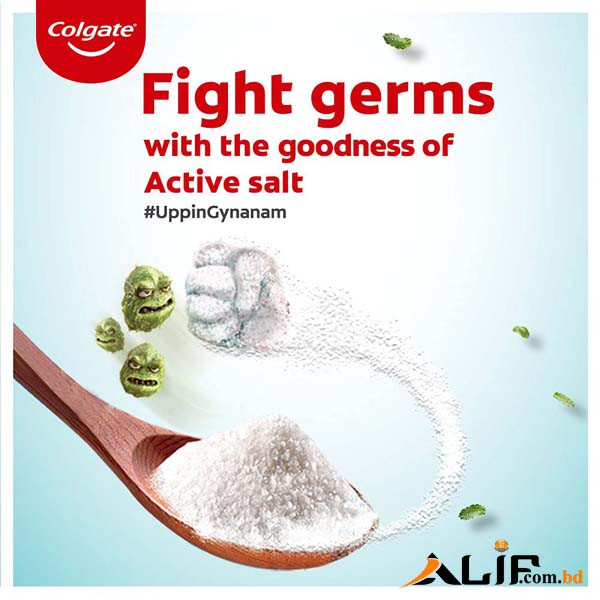 Colgate
Fight germs
with the goodness of
Active salt
#UppinGynanam
ALIF.com.bd